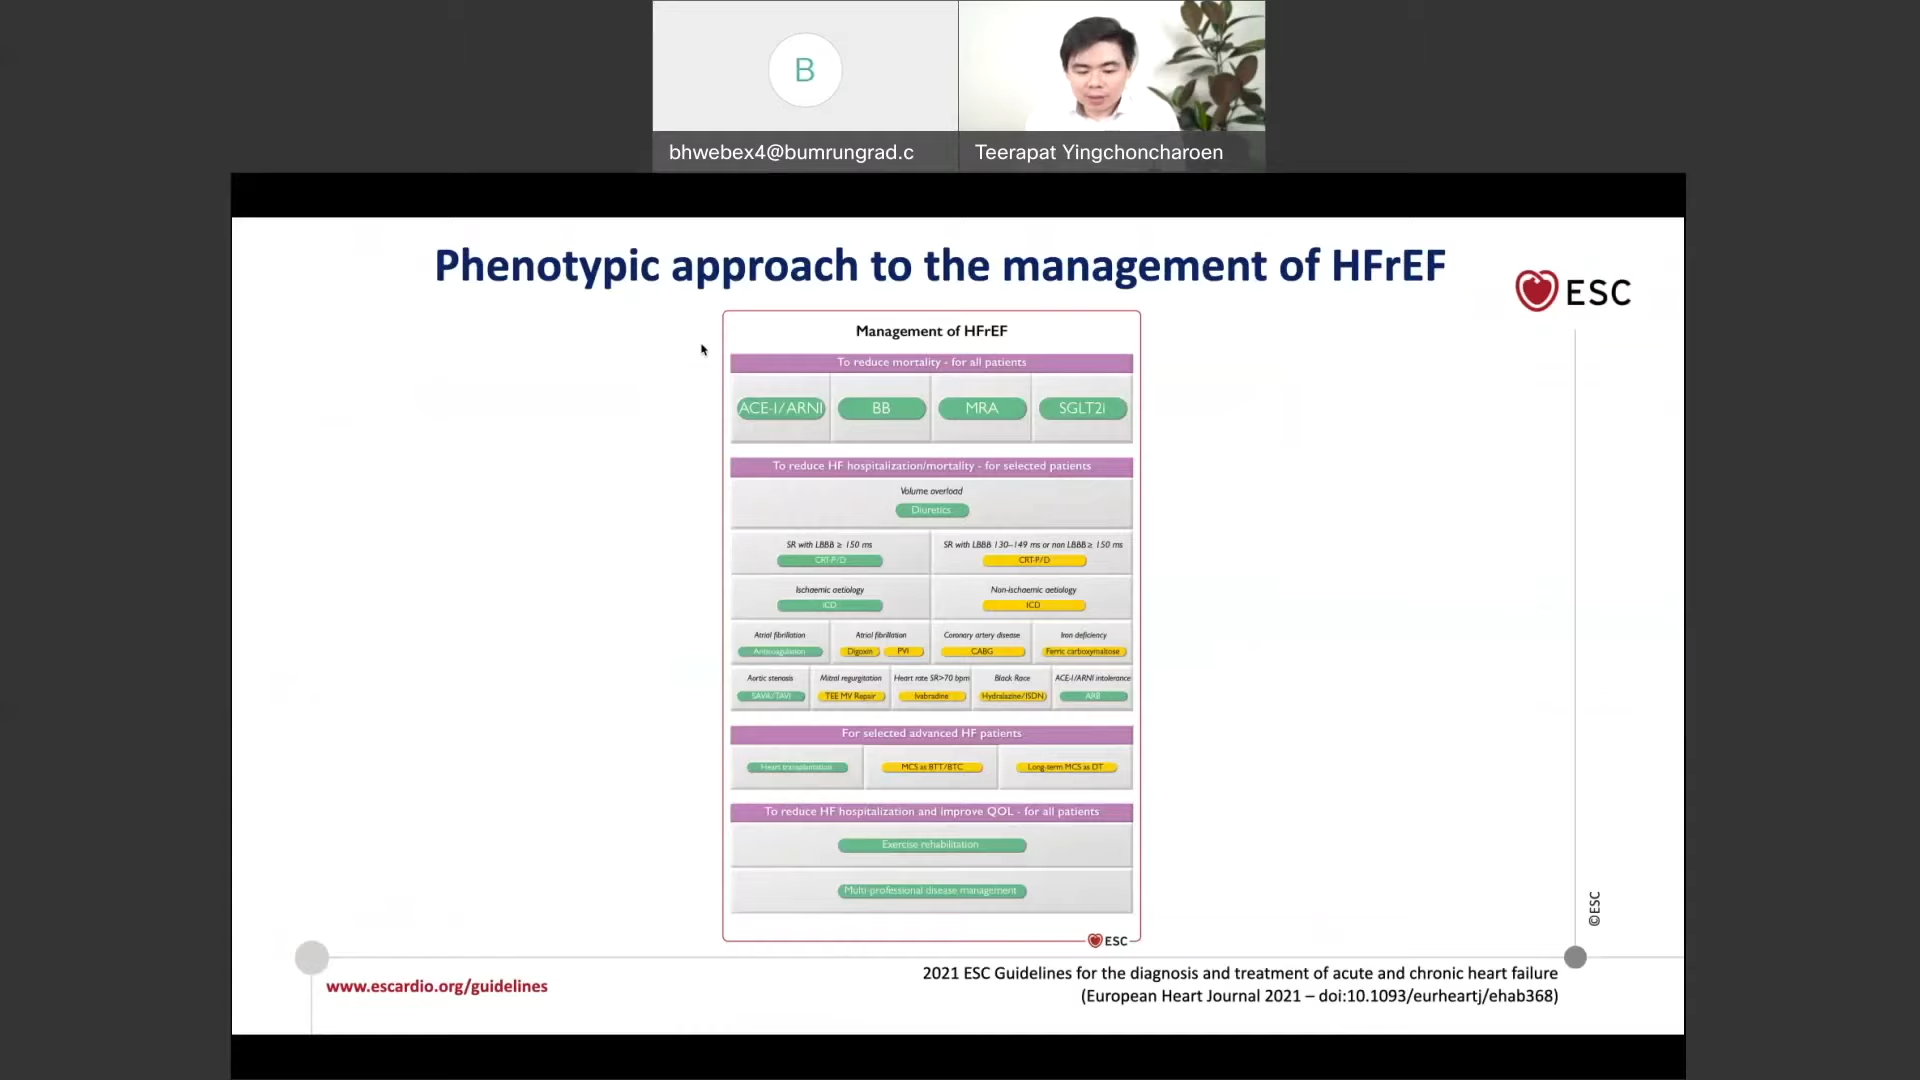 B
bhwebex4@bumrungrad.c
Teerapat Yingchoncharoen
Phenotypic approach to the management of HFrEF
ESC
Management of HFrEF
To reduce mortality - for all patients
ACE-I/ARNI BB MRA SGLT2i
To reduce HF hospitalization/mortality - for selected patients
Volume overload
Diuretics
SR with LBBB ≥ 150 ms SR with LBBB 130–149 ms or non LBBB ≥ 150 ms
CRT-P/D CRT-P/D
Ischaemic aetiology Non-ischaemic aetiology
ICD ICD
Atrial fibrillation Atrial fibrillation Coronary artery disease Iron deficiency
Anticoagulation Digoxin PVI CABG Ferric carboxymaltose
Aortic stenosis Mitral regurgitation Heart rate SR>70 bpm Black Race ACE-I/ARNI intolerance
SAVR/TAVI TEE MV Repair Ivabradine Hydralazine/ISDN ARB
For selected advanced HF patients
Heart transplantation MCS as BTT/BTC Long-term MCS as DT
To reduce HF hospitalization and improve QOL - for all patients
Exercise rehabilitation
Multi-professional disease management
ESC
©ESC
www.escardio.org/guidelines
2021 ESC Guidelines for the diagnosis and treatment of acute and chronic heart failure
(European Heart Journal 2021 – doi:10.1093/eurheartj/ehab368)